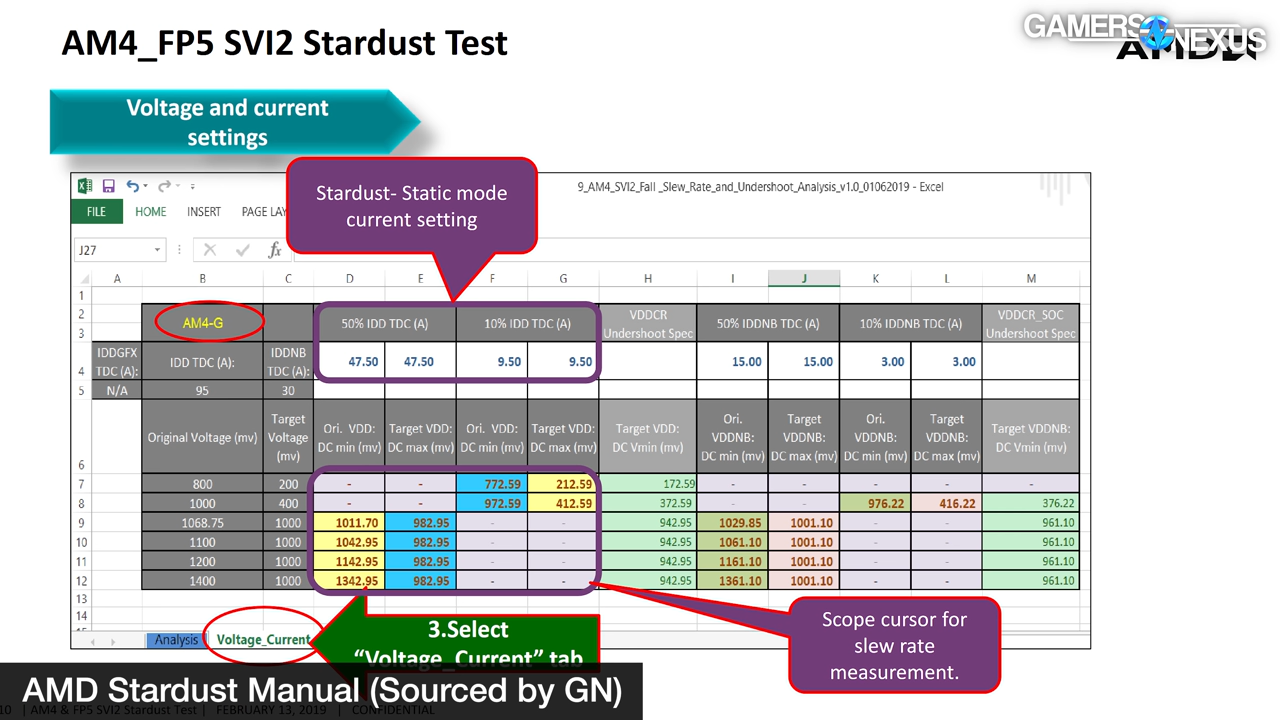 AM4_FP5 SVI2 Stardust Test
GAMERS NEXUS
AMD
Voltage and current
settings
Stardust- Static mode
current setting
9_AM4_SVI2_Fall _Slew_Rate_and_Undershoot_Analysis_v1.0_01062019 - Excel
FILE HOME INSERT PAGE LAY
J27 fx
A B C D E F G H I J K L M
1
2 AM4-G 50% IDD TDC (A) 10% IDD TDC (A) VDDCR 50% IDDNB TDC (A) 10% IDDNB TDC (A) VDDCR_SOC
3 Undershoot Spec Undershoot Spec
IDDGFX IDDNB
4 TDC (A): IDD TDC (A): TDC (A): 47.50 47.50 9.50 9.50 15.00 15.00 3.00 3.00
5 N/A 95 30
Target Ori. Target Ori. Target
Original Voltage (mv) Voltage Ori. VDD: Target VDD: Ori. VDD: Target VDD: Target VDD: VDDNB: VDDNB: VDDNB: VDDNB: Target VDDNB:
6 (mv) DC min (mv) DC max (mv) DC min (mv) DC max (mv) DC Vmin (mv) DC min (mv) DC max (mv) DC min (mv) DC max (mv) DC Vmin (mv)
7 800 200 - - 772.59 212.59 172.59 - - - - -
8 1000 400 - - 972.59 412.59 372.59 - - 976.22 416.22 376.22
9 1068.75 1000 1011.70 982.95 - - 942.95 1029.85 1001.10 - - 961.10
10 1100 1000 1042.95 982.95 - - 942.95 1061.10 1001.10 - - 961.10
11 1200 1000 1142.95 982.95 - - 942.95 1161.10 1001.10 - - 961.10
12 1400 1000 1342.95 982.95 - - 942.95 1361.10 1001.10 - - 961.10
13
14
Analysis Voltage_Current
3.Select
“Voltage_Current” tab
Scope cursor for
slew rate
measurement.
AMD Stardust Manual (Sourced by GN)
10 | AM4 & FP5 SVI2 Stardust Test | FEBRUARY 13, 2019 | CONFIDENTIAL